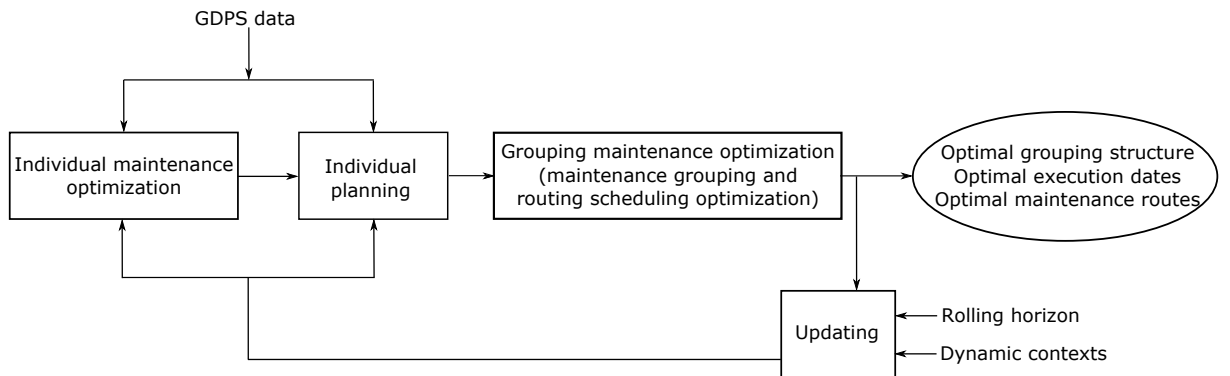 GDPS data
Individual maintenance
optimization
Individual
planning
Grouping maintenance optimization
(maintenance grouping and
routing scheduling optimization)
Optimal grouping structure
Optimal execution dates
Optimal maintenance routes
Updating
Rolling horizon
Dynamic contexts